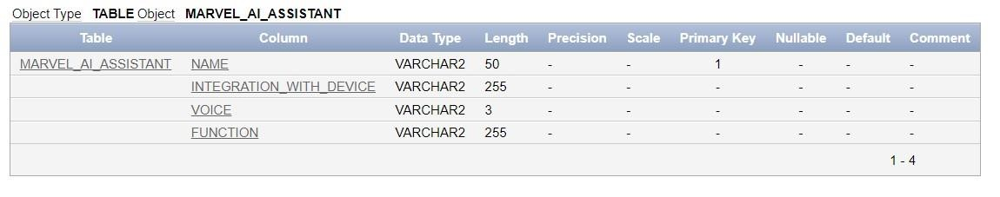 Object Type TABLE Object MARVEL_AI_ASSISTANT
Table Column Data Type Length Precision Scale Primary Key Nullable Default Comment
MARVEL_AI_ASSISTANT NAME VARCHAR2 50 - - 1 - - -
INTEGRATION_WITH_DEVICE VARCHAR2 255 - - - - - -
VOICE VARCHAR2 3 - - - - - -
FUNCTION VARCHAR2 255 - - - - - -
1 - 4